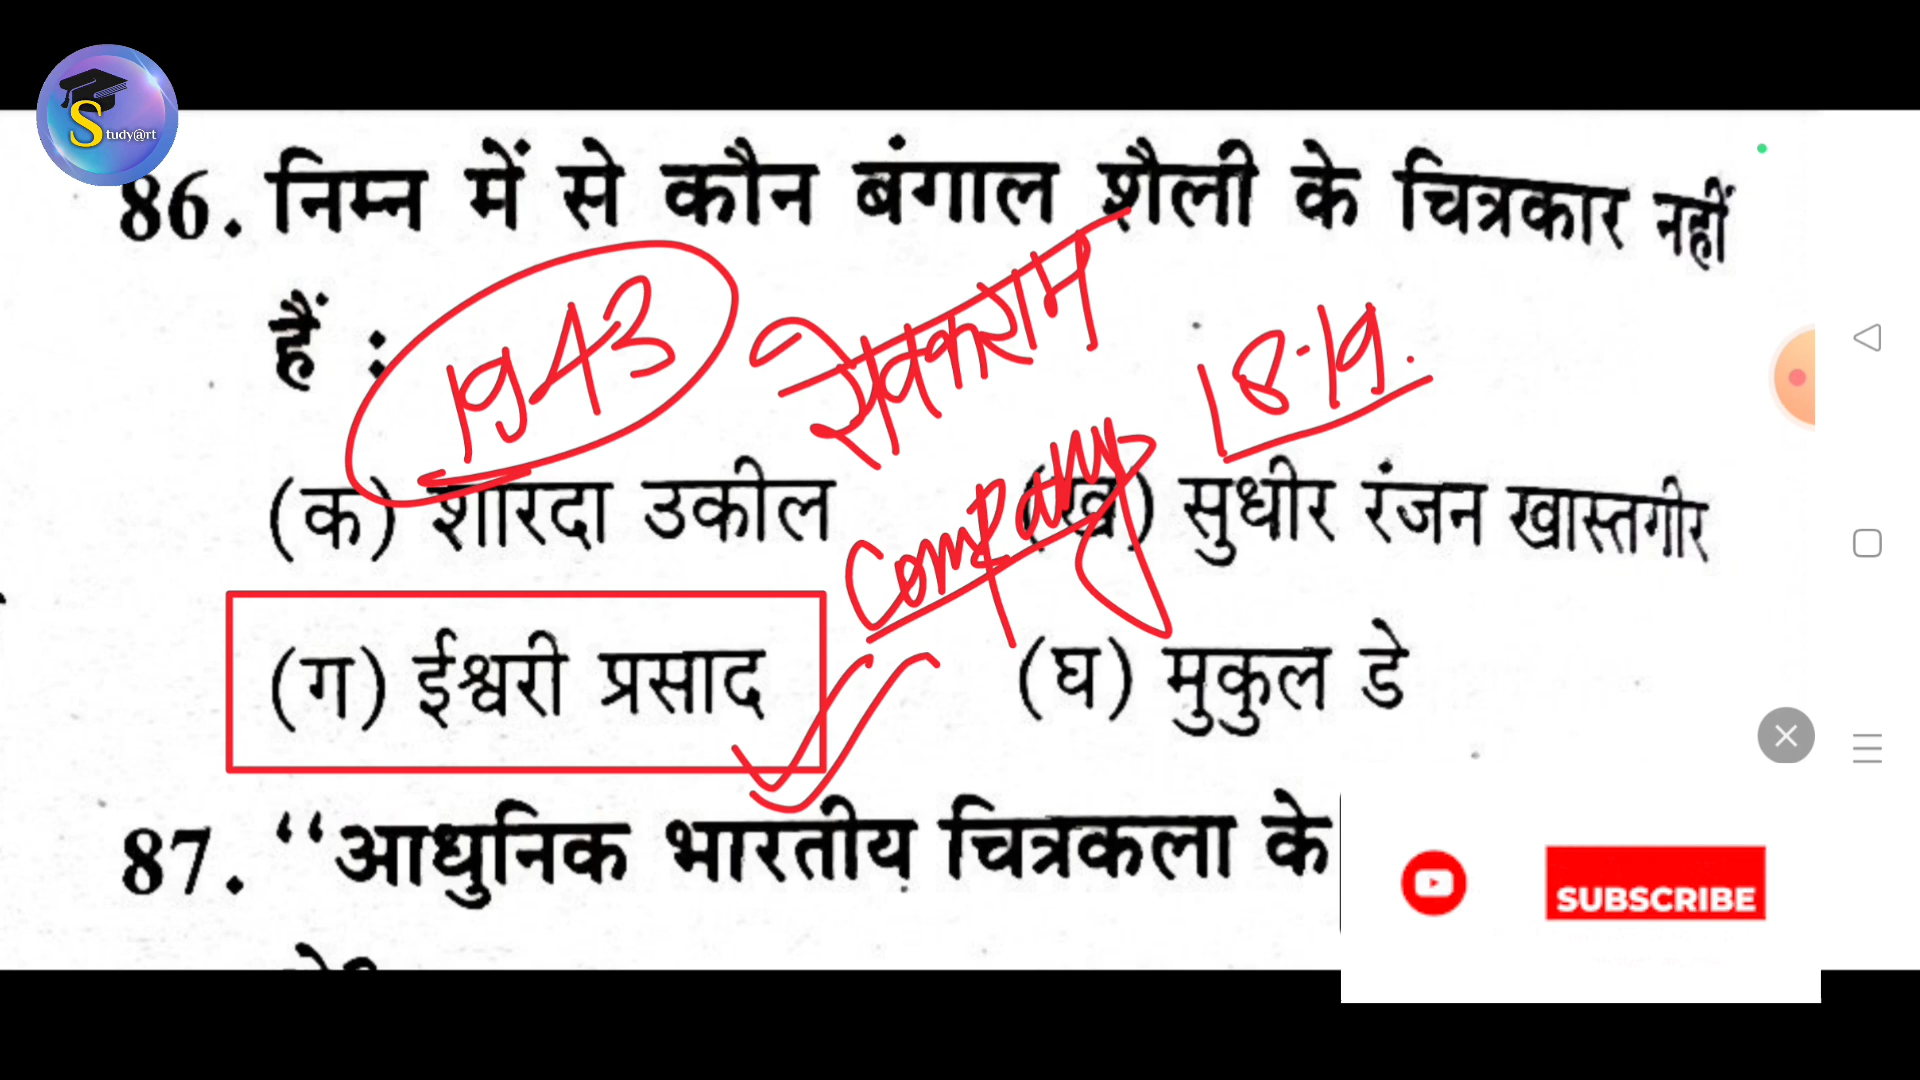 Study@rt
86. निम्न में से कौन बंगाल शैली के चित्रकार नहीं
हैं :
1943
सेवकराम
18·19.
Company
(क) शारदा उकील (ख) सुधीर रंजन खास्तगीर
(ग) ईश्वरी प्रसाद (घ) मुकुल डे
87. ‘‘आधुनिक भारतीय चित्रकला के
SUBSCRIBE